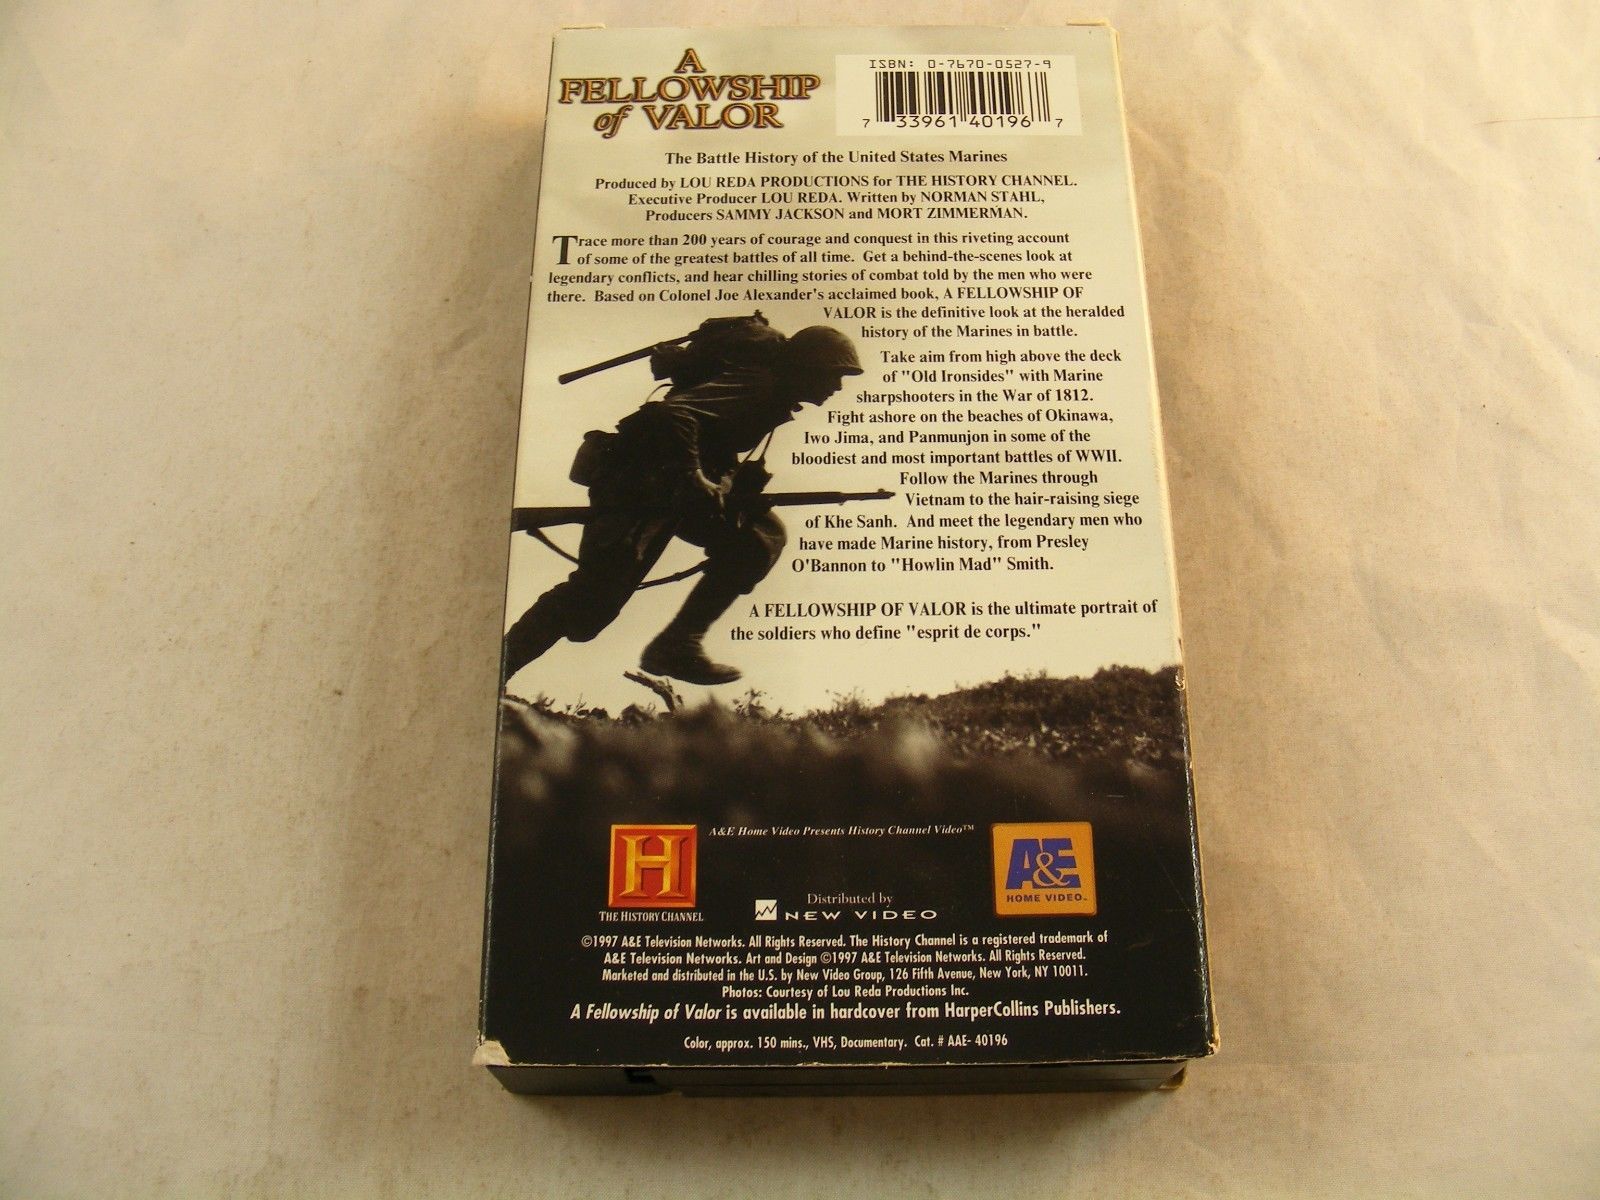 A
FELLOWSHIP
of VALOR
ISBN: 0-7670-0527-9
7 33961 40196 7
The Battle History of the United States Marines
Produced by LOU REDA PRODUCTIONS for THE HISTORY CHANNEL.
Executive Producer LOU REDA. Written by NORMAN STAHL,
Producers SAMMY JACKSON and MORT ZIMMERMAN.
Trace more than 200 years of courage and conquest in this riveting account
of some of the greatest battles of all time. Get a behind-the-scenes look at
legendary conflicts, and hear chilling stories of combat told by the men who were
there. Based on Colonel Joe Alexander's acclaimed book, A FELLOWSHIP OF
VALOR is the definitive look at the heralded
history of the Marines in battle.
Take aim from high above the deck
of "Old Ironsides" with Marine
sharpshooters in the War of 1812.
Fight ashore on the beaches of Okinawa,
Iwo Jima, and Panmunjon in some of the
bloodiest and most important battles of WWII.
Follow the Marines through
Vietnam to the hair-raising siege
of Khe Sanh. And meet the legendary men who
have made Marine history, from Presley
O'Bannon to "Howlin Mad" Smith.
A FELLOWSHIP OF VALOR is the ultimate portrait of
the soldiers who define "esprit de corps."
A&E Home Video Presents History Channel Video™
H
THE HISTORY CHANNEL
Distributed by
NEW VIDEO
A&E
HOME VIDEO™
©1997 A&E Television Networks. All Rights Reserved. The History Channel is a registered trademark of
A&E Television Networks. Art and Design ©1997 A&E Television Networks. All Rights Reserved.
Marketed and distributed in the U.S. by New Video Group, 126 Fifth Avenue, New York, NY 10011.
Photos: Courtesy of Lou Reda Productions Inc.
A Fellowship of Valor is available in hardcover from HarperCollins Publishers.
Color, approx. 150 mins., VHS, Documentary. Cat. # AAE- 40196